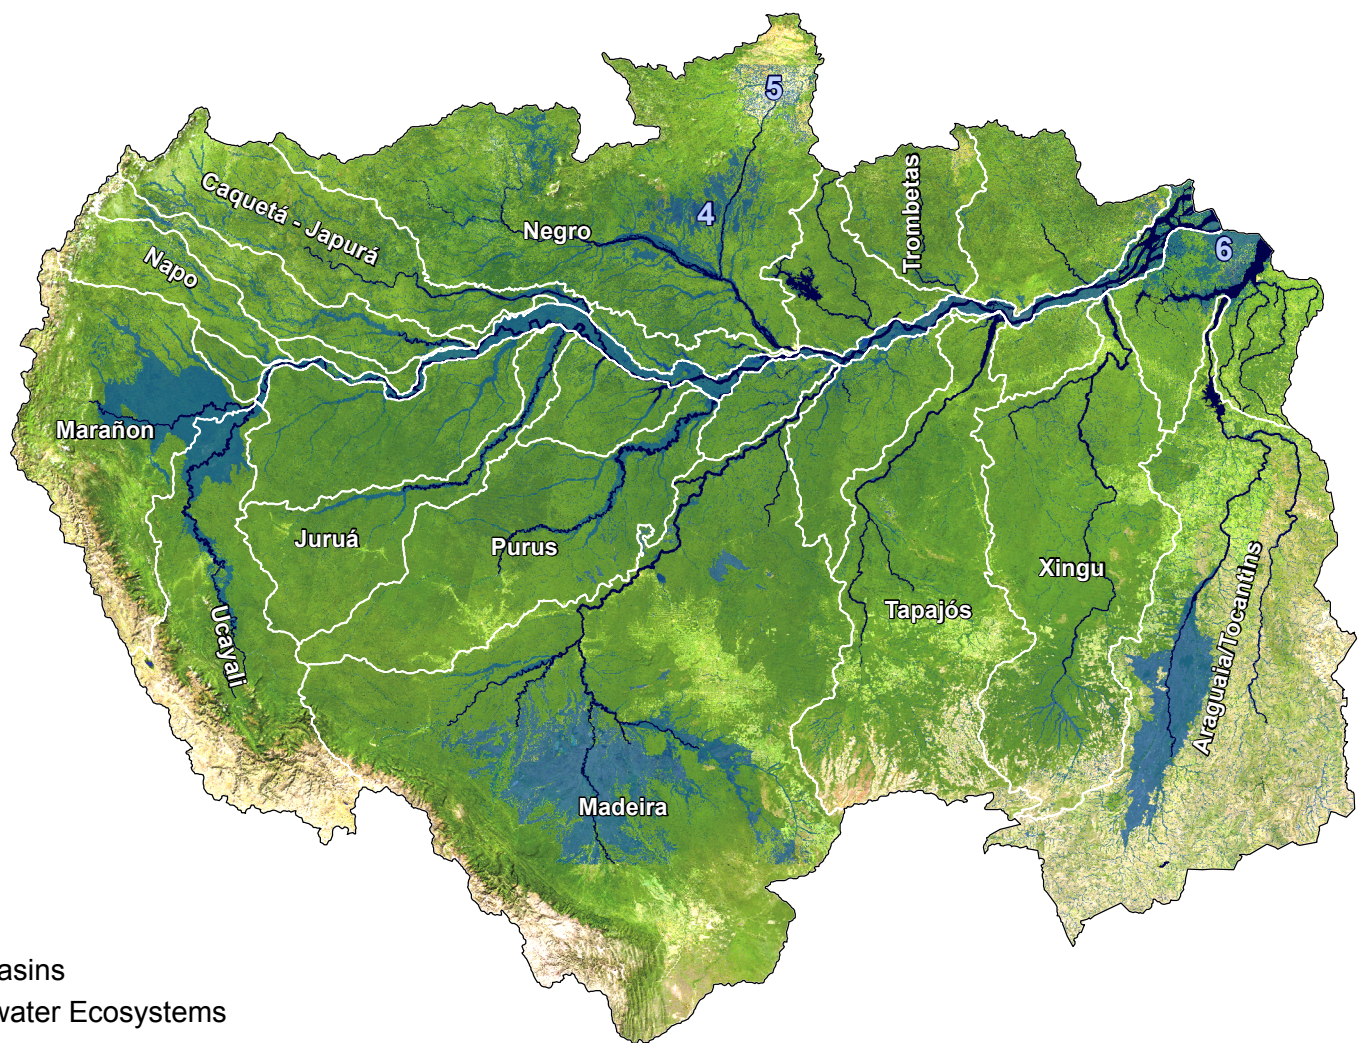 5
Trombetas
Caquetá - Japurá
4
Negro
6
Napo
Marañon
Juruá
Purus
Xingu
Tapajós
Ucayali
Araguaia/Tocantins
Madeira
asins
water Ecosystems